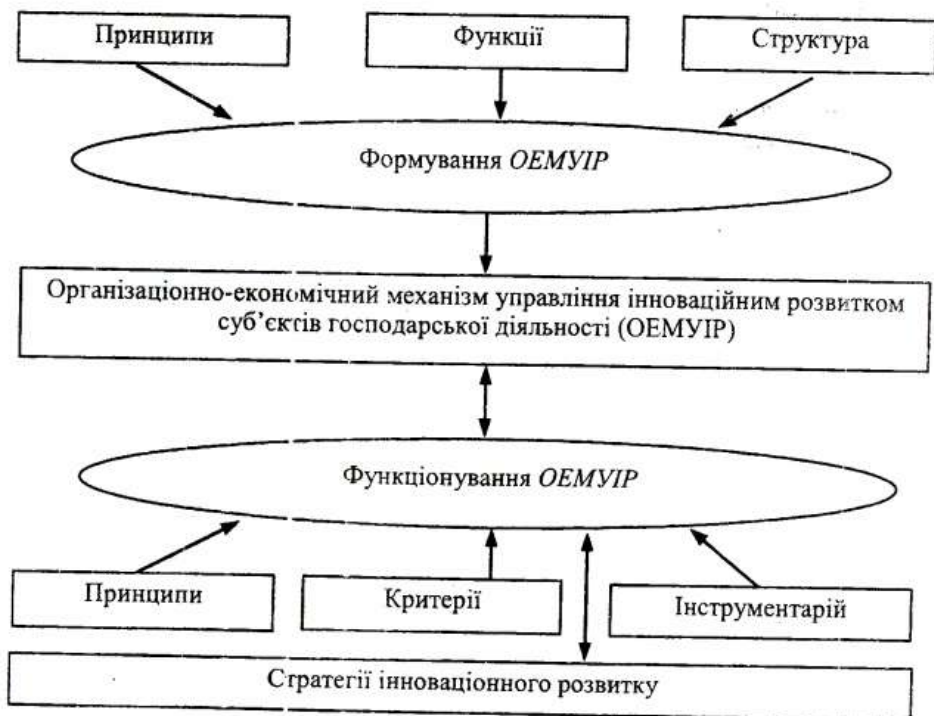 Принципи
Функції
Структура
Формування ОЕМУІР
Організаціонно-економічний механізм управління інноваційним розвитком
суб’єктів господарської діяльності (ОЕМУІР)
Функціонування ОЕМУІР
Принципи
Критерії
Інструментарій
Стратегії інноваціонного розвитку